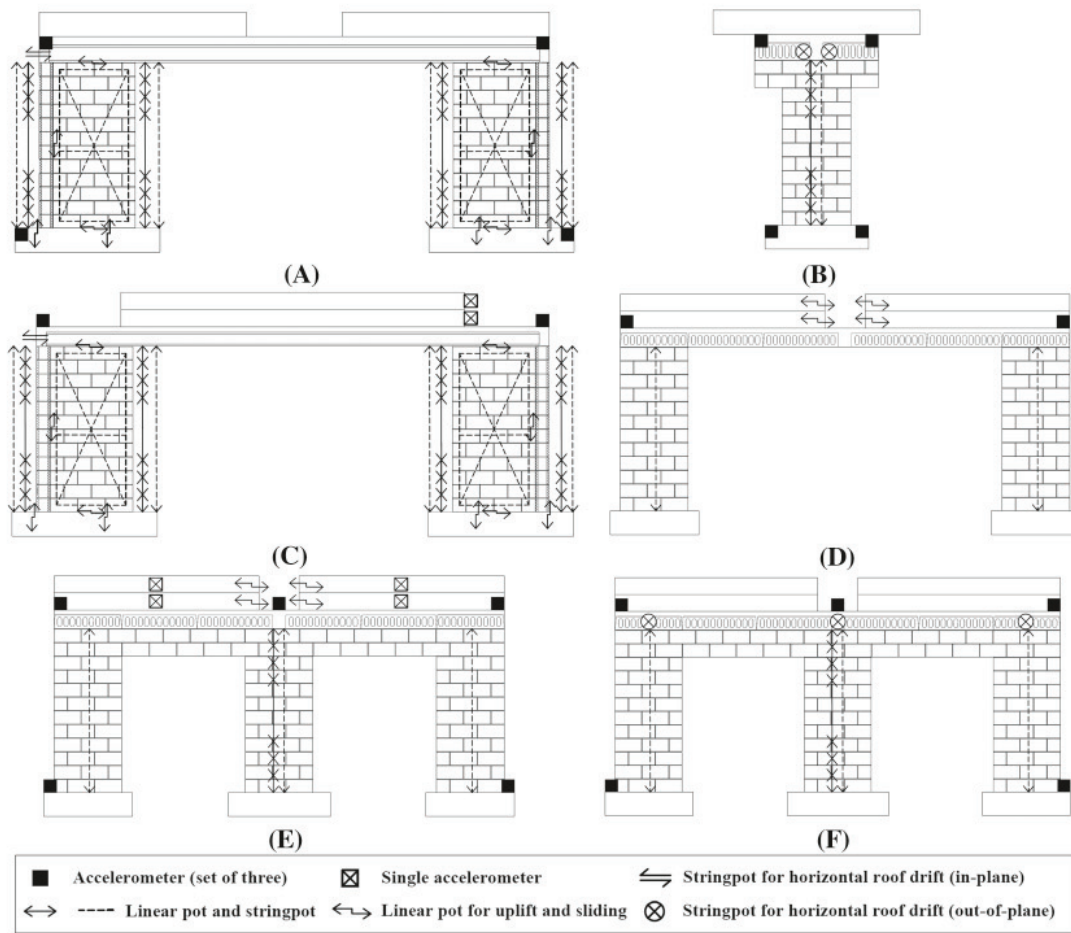 (A)
(B)
(C)
(D)
(E)
(F)
Accelerometer (set of three)
Single accelerometer
Stringpot for horizontal roof drift (in-plane)
Linear pot and stringpot
Linear pot for uplift and sliding
Stringpot for horizontal roof drift (out-of-plane)